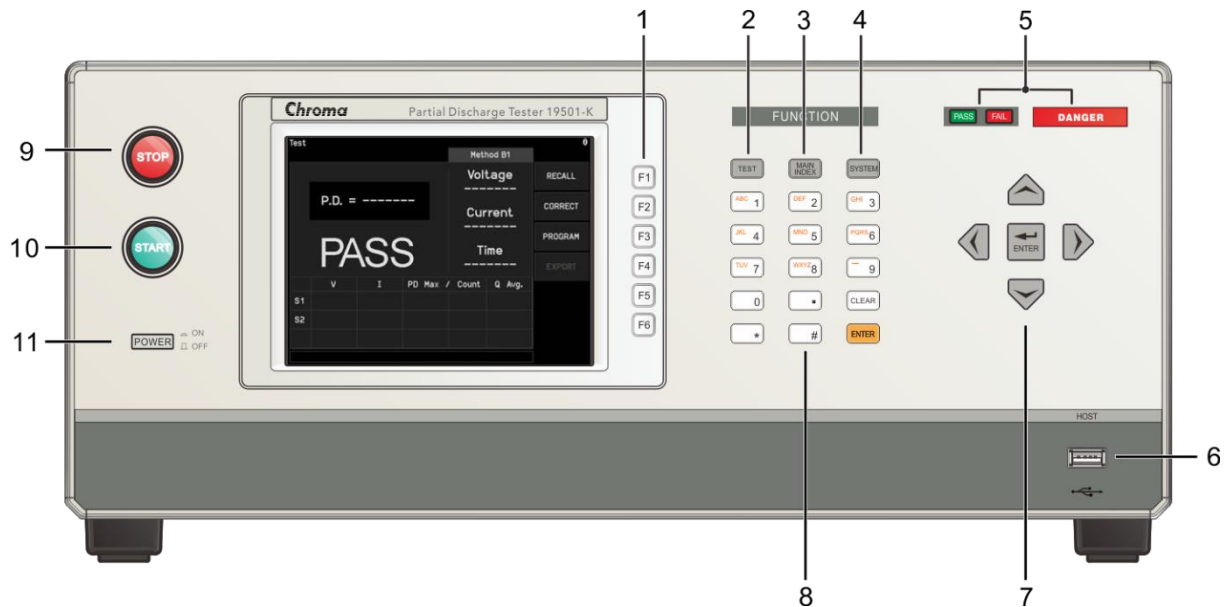 1 2 3 4 5
Chroma Partial Discharge Tester 19501-K
FUNCTION
PASS FAIL DANGER
9 STOP
Test 0
Method B1
Voltage
-------
RECALL
F1
TEST MAIN INDEX SYSTEM
P.D. = -------
Current
-------
CORRECT
F2
ABC 1 DEF 2 GHI 3
10 START
PASS
Time
-------
PROGRAM
F3
JKL 4 MNO 5 PQRS 6
ENTER
EXPORT
F4
TUV 7 WXYZ 8 - 9
V I PD Max / Count Q Avg.
S1
F5
0 . CLEAR
S2
F6
* # ENTER
11 POWER ON
OFF
HOST
6
8 7